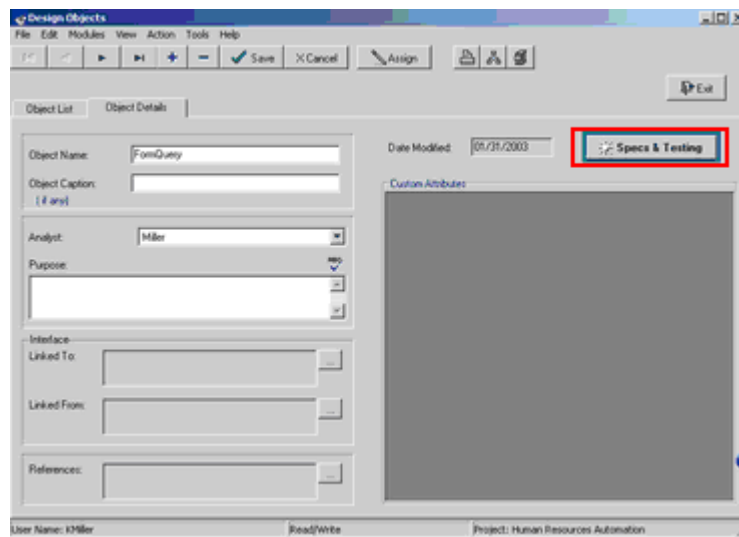 Design Objects
File Edit Modules View Action Tools Help
Save Cancel Assign
Exit
Object List Object Details
Object Name: FormQuery
Date Modified: 01/31/2003 Specs & Testing
Object Caption:
(if any)
Custom Attributes
Analyst: Miller
Purpose:
Interface
Linked To: ...
Linked From: ...
References: ...
User Name: KMiller Read/Write Project: Human Resources Automation